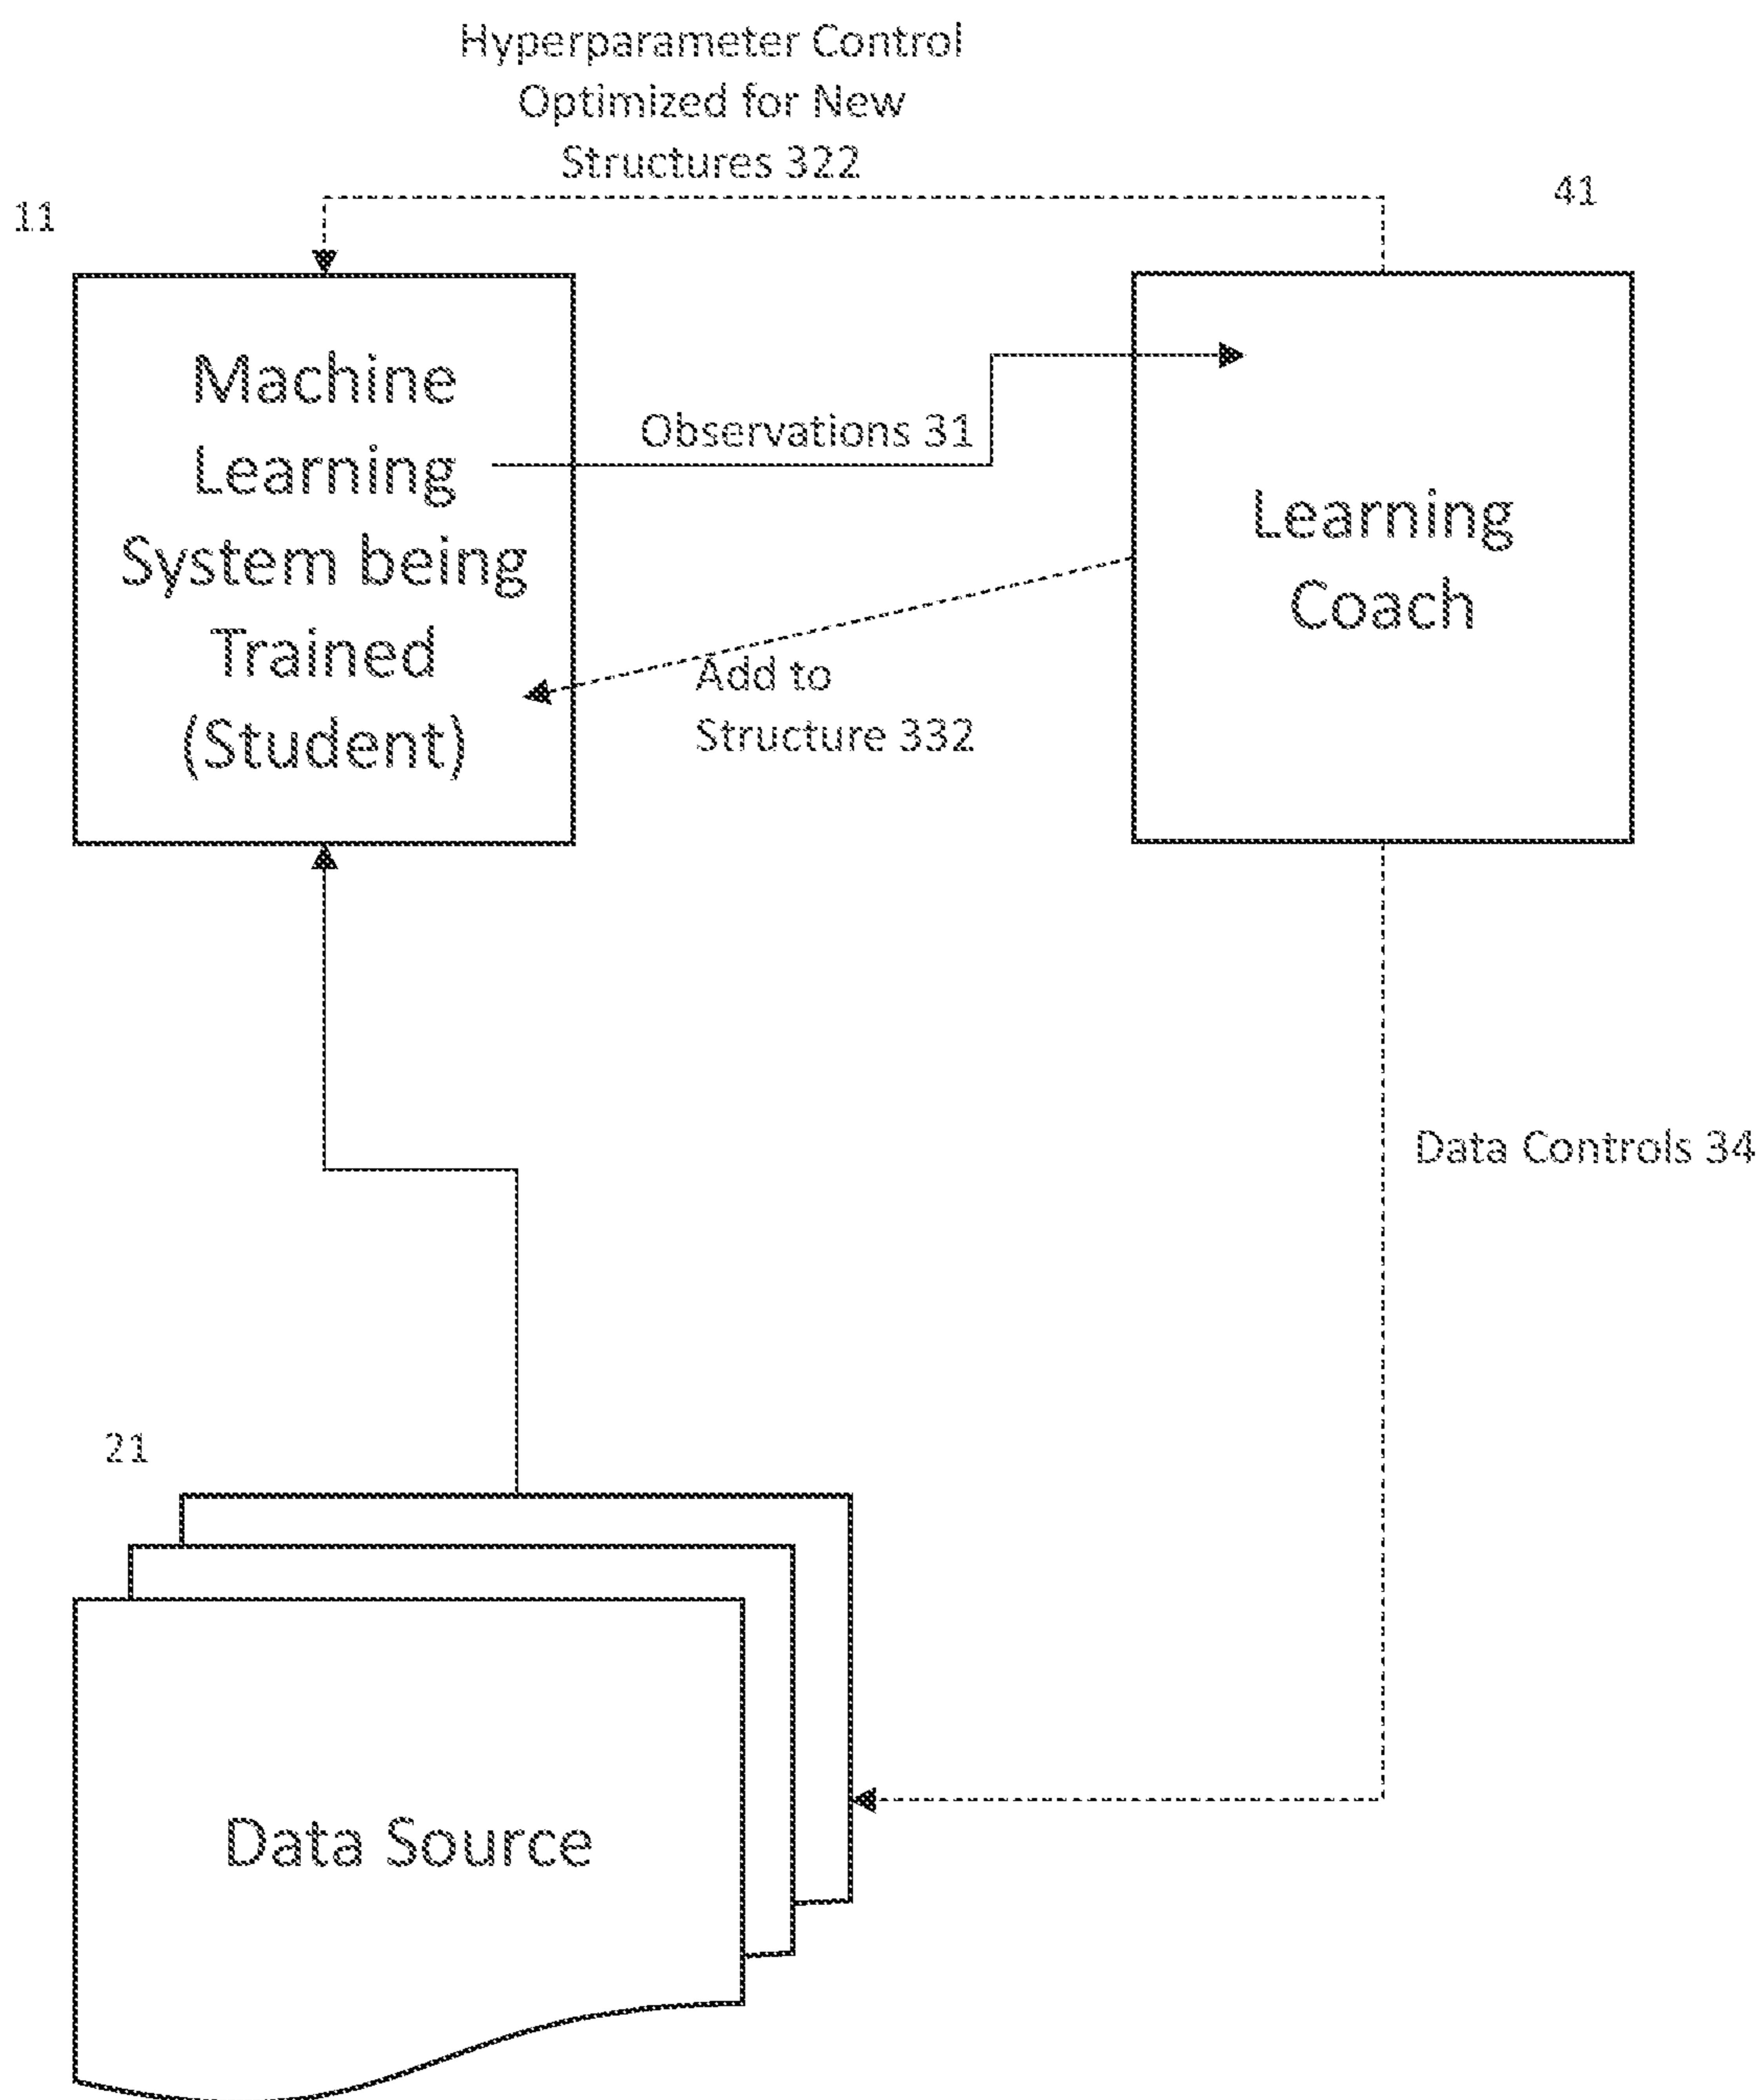 Hyperparameter Control
Optimized for New
Structures 322
11
41
Machine
Learning
System being
Trained
(Student)
Observations 31
Learning
Coach
Add to
Structure 332
Data Controls 34
21
Data Source